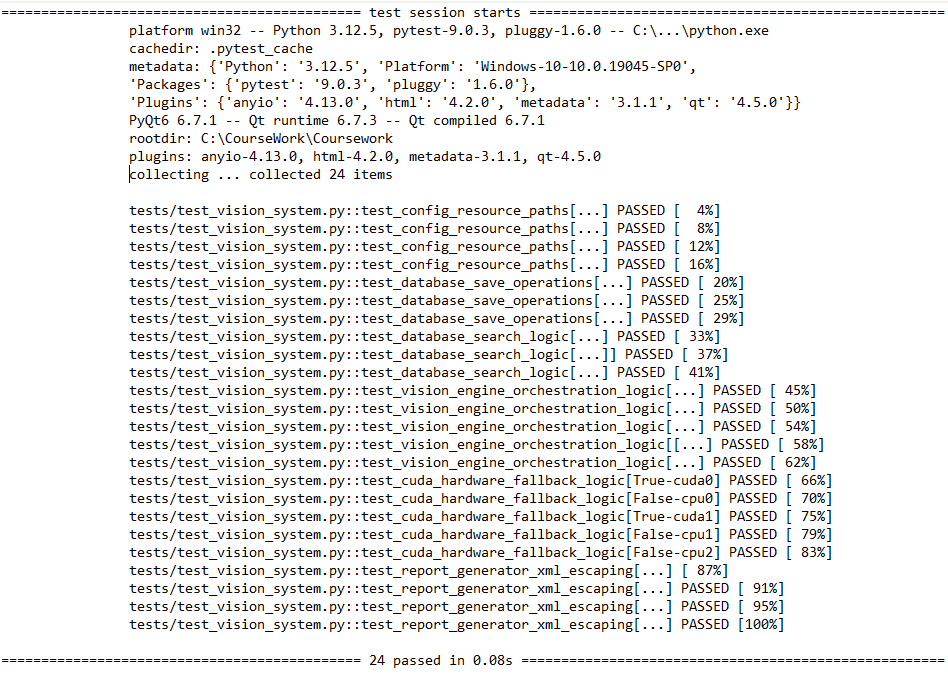 ============================================= test session starts ====================================================
platform win32 -- Python 3.12.5, pytest-9.0.3, pluggy-1.6.0 -- C:\...\python.exe
cachedir: .pytest_cache
metadata: {'Python': '3.12.5', 'Platform': 'Windows-10-10.0.19045-SP0',
'Packages': {'pytest': '9.0.3', 'pluggy': '1.6.0'},
'Plugins': {'anyio': '4.13.0', 'html': '4.2.0', 'metadata': '3.1.1', 'qt': '4.5.0'}}
PyQt6 6.7.1 -- Qt runtime 6.7.3 -- Qt compiled 6.7.1
rootdir: C:\CourseWork\Coursework
plugins: anyio-4.13.0, html-4.2.0, metadata-3.1.1, qt-4.5.0
collecting ... collected 24 items
tests/test_vision_system.py::test_config_resource_paths[...] PASSED [  4%]
tests/test_vision_system.py::test_config_resource_paths[...] PASSED [  8%]
tests/test_vision_system.py::test_config_resource_paths[...] PASSED [ 12%]
tests/test_vision_system.py::test_config_resource_paths[...] PASSED [ 16%]
tests/test_vision_system.py::test_database_save_operations[...] PASSED [ 20%]
tests/test_vision_system.py::test_database_save_operations[...] PASSED [ 25%]
tests/test_vision_system.py::test_database_save_operations[...] PASSED [ 29%]
tests/test_vision_system.py::test_database_search_logic[...] PASSED [ 33%]
tests/test_vision_system.py::test_database_search_logic[...]] PASSED [ 37%]
tests/test_vision_system.py::test_database_search_logic[...] PASSED [ 41%]
tests/test_vision_system.py::test_vision_engine_orchestration_logic[...] PASSED [ 45%]
tests/test_vision_system.py::test_vision_engine_orchestration_logic[...] PASSED [ 50%]
tests/test_vision_system.py::test_vision_engine_orchestration_logic[...] PASSED [ 54%]
tests/test_vision_system.py::test_vision_engine_orchestration_logic[[...] PASSED [ 58%]
tests/test_vision_system.py::test_vision_engine_orchestration_logic[...] PASSED [ 62%]
tests/test_vision_system.py::test_cuda_hardware_fallback_logic[True-cuda0] PASSED [ 66%]
tests/test_vision_system.py::test_cuda_hardware_fallback_logic[False-cpu0] PASSED [ 70%]
tests/test_vision_system.py::test_cuda_hardware_fallback_logic[True-cuda1] PASSED [ 75%]
tests/test_vision_system.py::test_cuda_hardware_fallback_logic[False-cpu1] PASSED [ 79%]
tests/test_vision_system.py::test_cuda_hardware_fallback_logic[False-cpu2] PASSED [ 83%]
tests/test_vision_system.py::test_report_generator_xml_escaping[...] [ 87%]
tests/test_vision_system.py::test_report_generator_xml_escaping[...] PASSED [ 91%]
tests/test_vision_system.py::test_report_generator_xml_escaping[...] PASSED [ 95%]
tests/test_vision_system.py::test_report_generator_xml_escaping[...] PASSED [100%]
============================================= 24 passed in 0.08s =====================================================